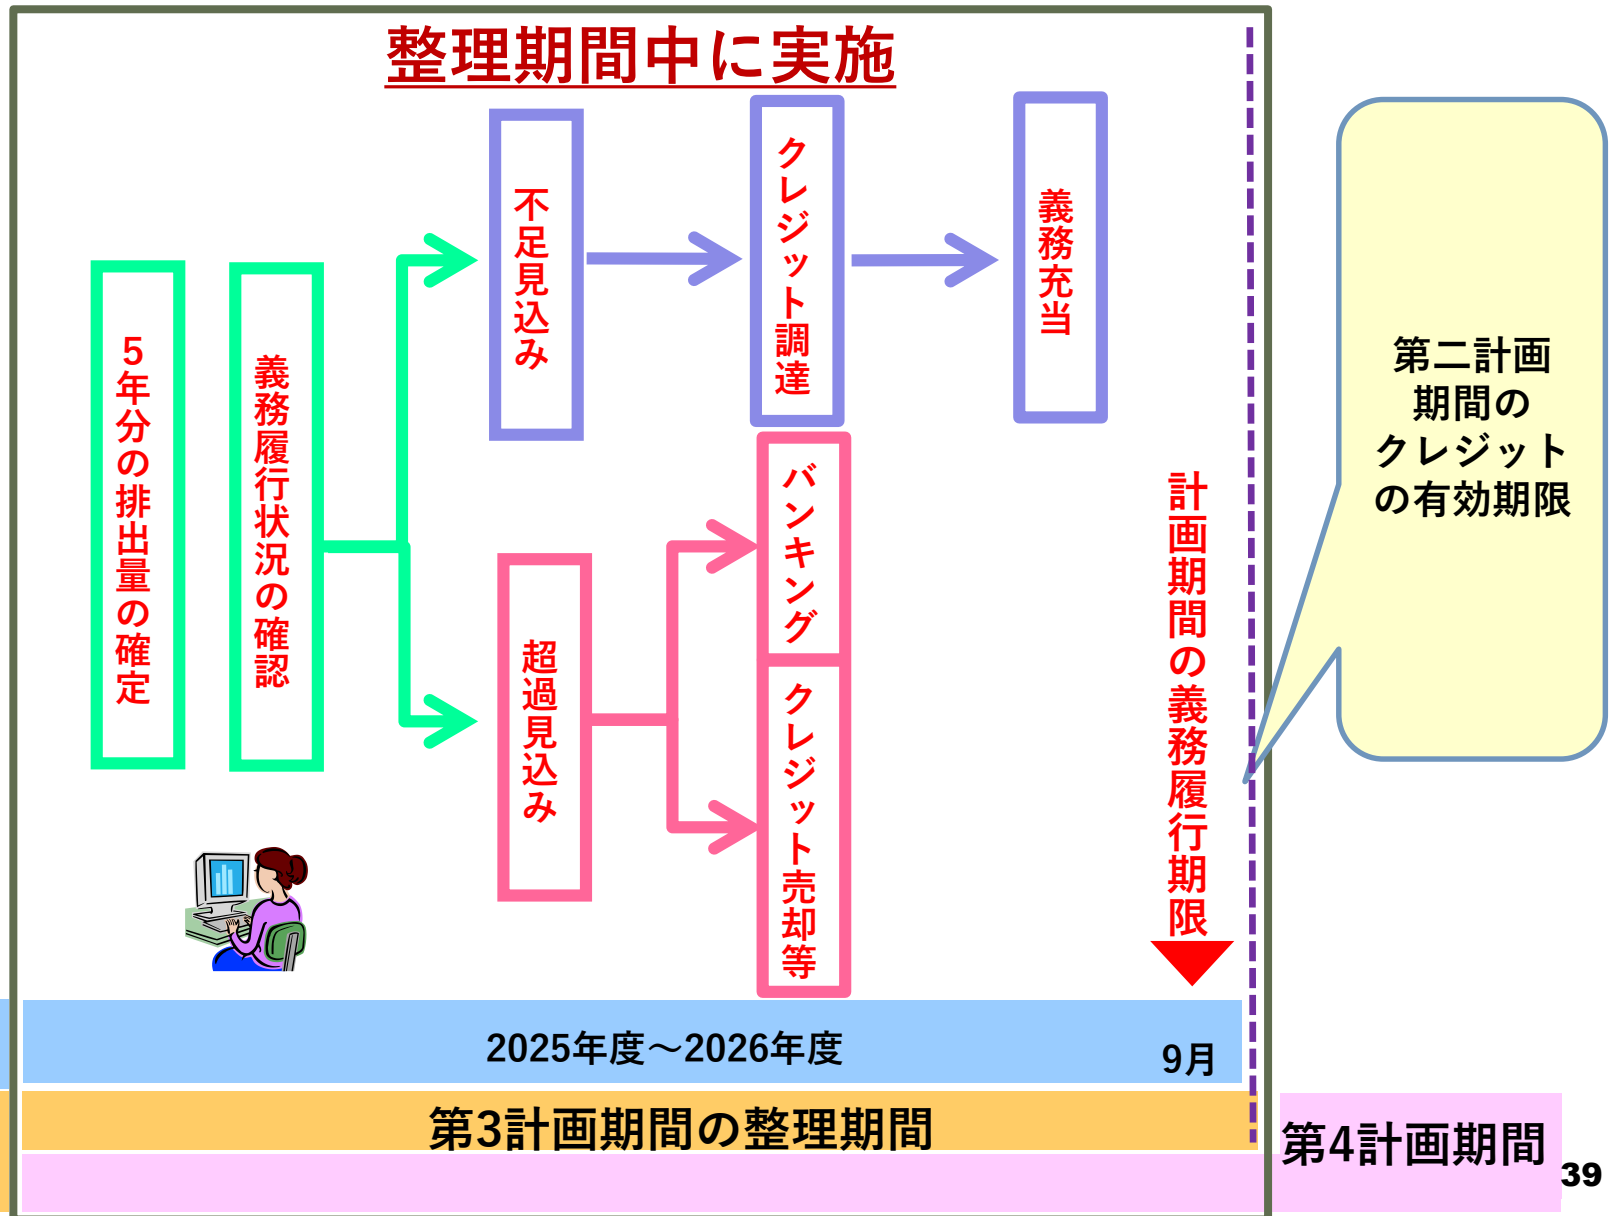 整理期間中に実施
5年分の排出量の確定
義務履行状況の確認
不足見込み
クレジット調達
義務充当
超過見込み
バンキング
クレジット売却等
計画期間の義務履行期限
第二計画
期間の
クレジット
の有効期限
2025年度～2026年度
9月
第3計画期間の整理期間
第4計画期間
39